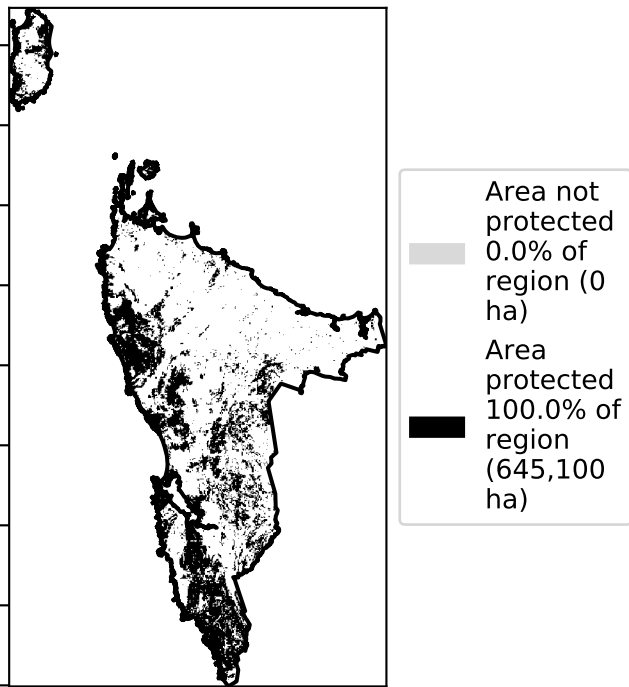 Area not
protected
0.0% of
region (0
ha)
Area
protected
100.0% of
region
(645,100
ha)